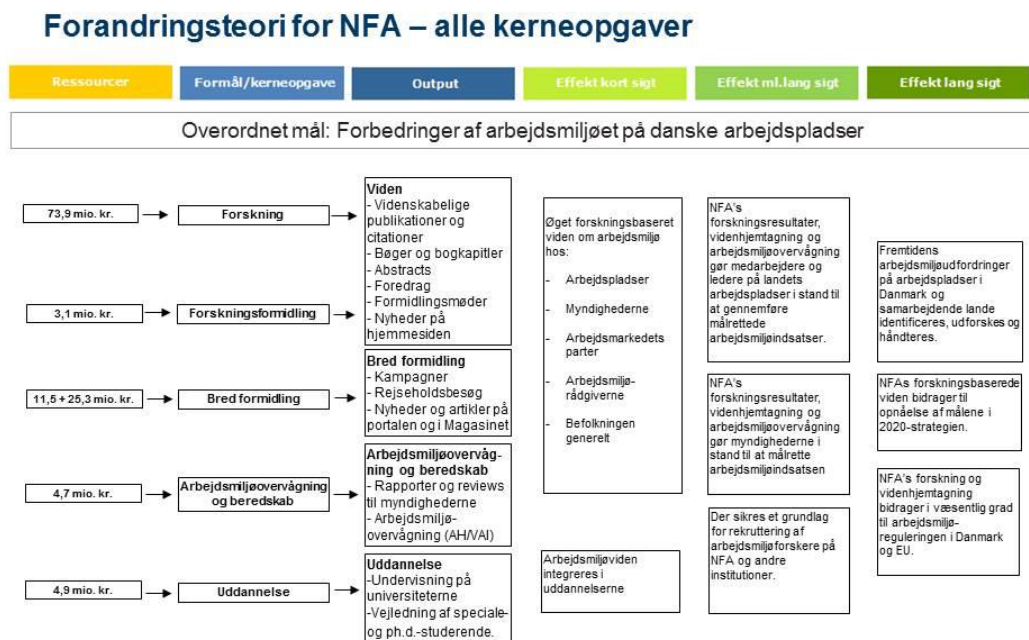 Forandringsteori for NFA – alle kerneopgaver
Ressourcer
Formål/kerneopgave
Output
Effekt kort sigt
Effekt ml.lang sigt
Effekt lang sigt
Overordnet mål: Forbedringer af arbejdsmiljøet på danske arbejdspladser
73,9 mio. kr.
Forskning
3,1 mio. kr.
Forskningsformidling
11,5 + 25,3 mio. kr.
Bred formidling
4,7 mio. kr.
Arbejdsmiljøovervågning
og beredskab
4,9 mio. kr.
Uddannelse
Viden
- Videnskabelige
publikationer og
citationer
- Bøger og bogkapitler
- Abstracts
- Foredrag
- Formidlingsmøder
- Nyheder på
hjemmesiden
Bred formidling
- Kampagner
- Rejseholdsbesøg
- Nyheder og artikler på
portalen og i Magasinet
Arbejdsmiljøovervåg-
ning og beredskab
- Rapporter og reviews
til myndighederne
- Arbejdsmiljø-
overvågning (AH/VAI)
Uddannelse
-Undervisning på
universiteterne
-Vejledning af speciale-
og ph.d.-studerende.
Øget forskningsbaseret
viden om arbejdsmiljø
hos:
- Arbejdspladser
- Myndighederne
- Arbejdsmarkedets
parter
- Arbejdsmiljø-
rådgiverne
- Befolkningen
generelt
Arbejdsmiljøviden
integreres i
uddannelserne
NFA's
forskningsresultater,
videnhjemtagning og
arbejdsmiljøovervågning
gør medarbejdere og
ledere på landets
arbejdspladser i stand til
at gennemføre
målrettede
arbejdsmiljøindsatser.
NFA's
forskningsresultater,
videnhjemtagning og
arbejdsmiljøovervågning
gør myndighederne i
stand til at målrette
arbejdsmiljøindsatsen
Der sikres et grundlag
for rekruttering af
arbejdsmiljøforskere på
NFA og andre
institutioner.
Fremtidens
arbejdsmiljøudfordringer
på arbejdspladser i
Danmark og
samarbejdende lande
identificeres, udforskes og
håndteres.
NFAs forskningsbaserede
viden bidrager til
opnåelse af målene i
2020-strategien.
NFA's forskning og
videnhjemtagning
bidrager i væsentlig grad
til arbejdsmiljø-
reguleringen i Danmark
og EU.